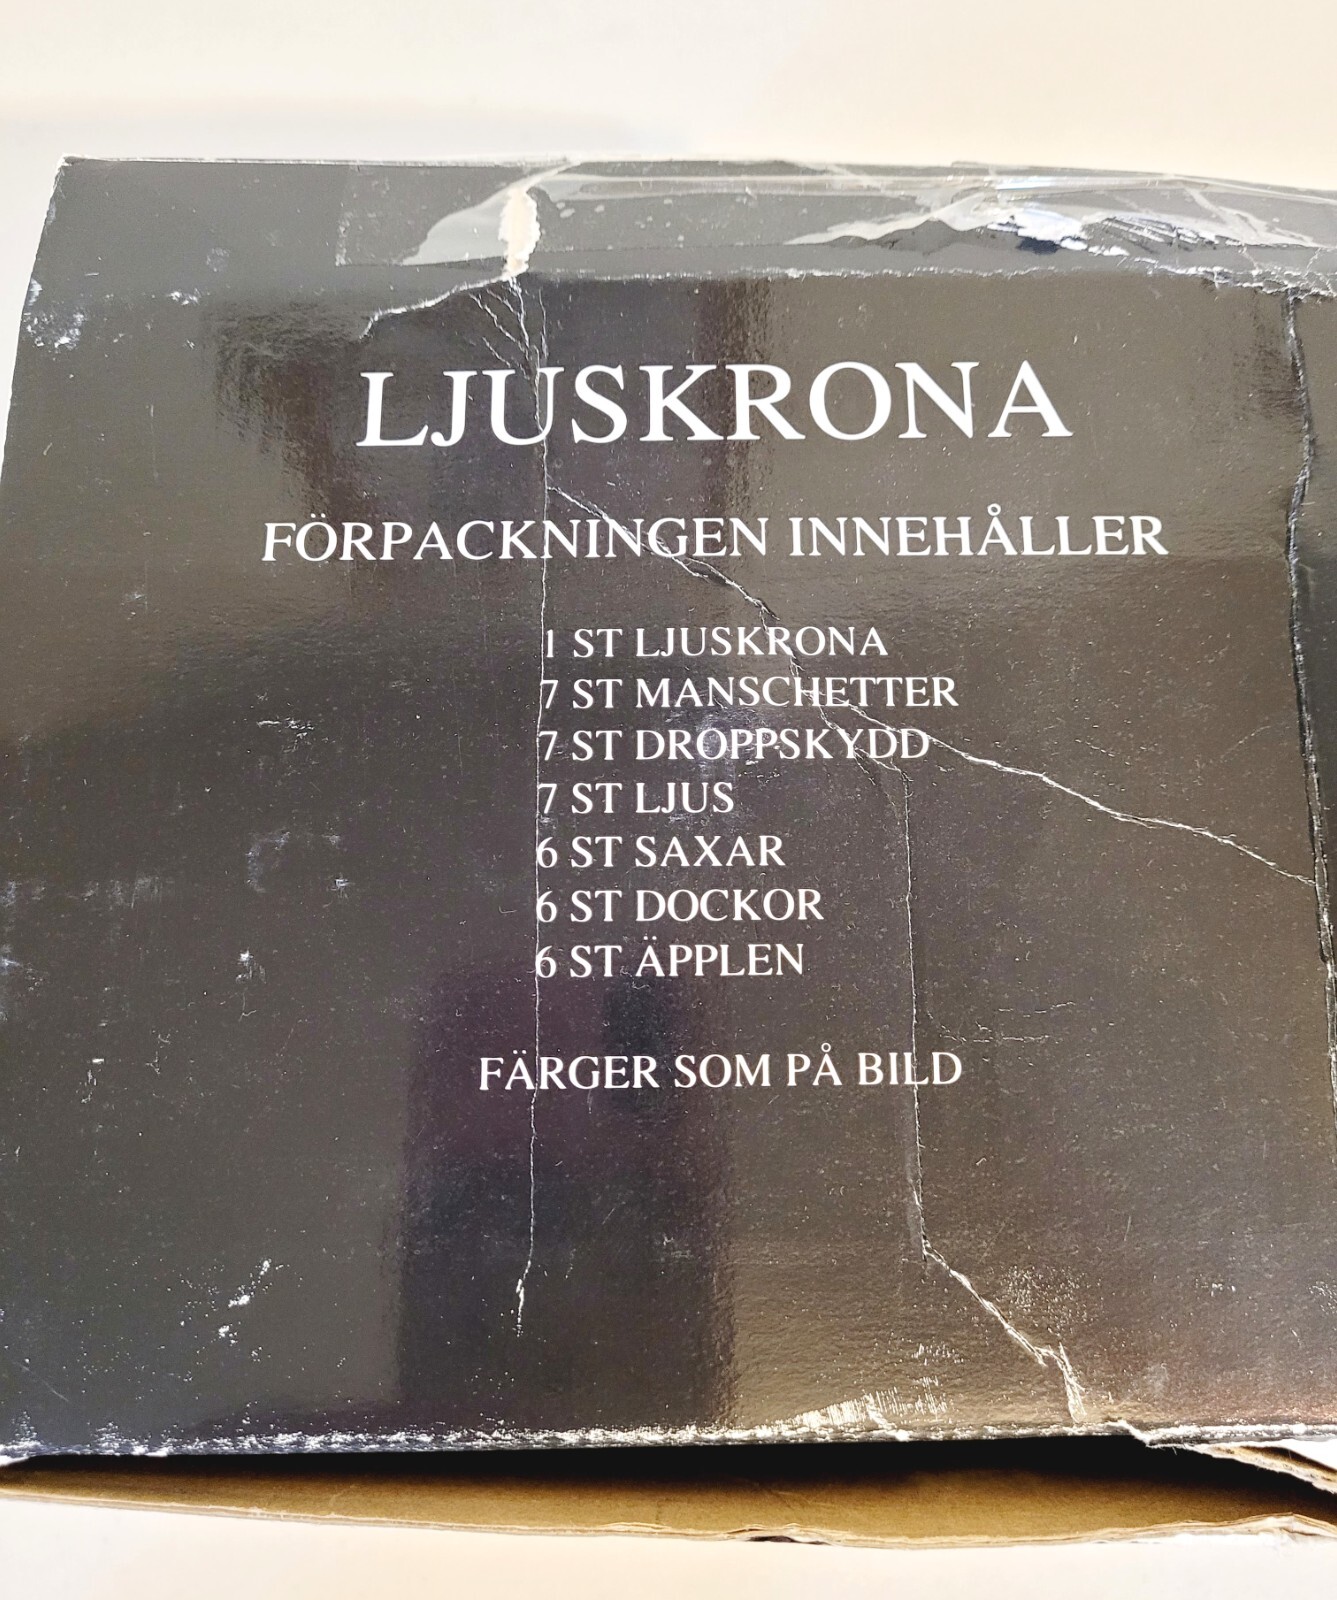 LJUSKRONA
FÖRPACKNINGEN INNEHÅLLER
1 ST LJUSKRONA
7 ST MANSCHETTER
7 ST DROPPSKYDD
7 ST LJUS
6 ST SAXAR
6 ST DOCKOR
6 ST ÄPPLEN
FÄRGER SOM PÅ BILD